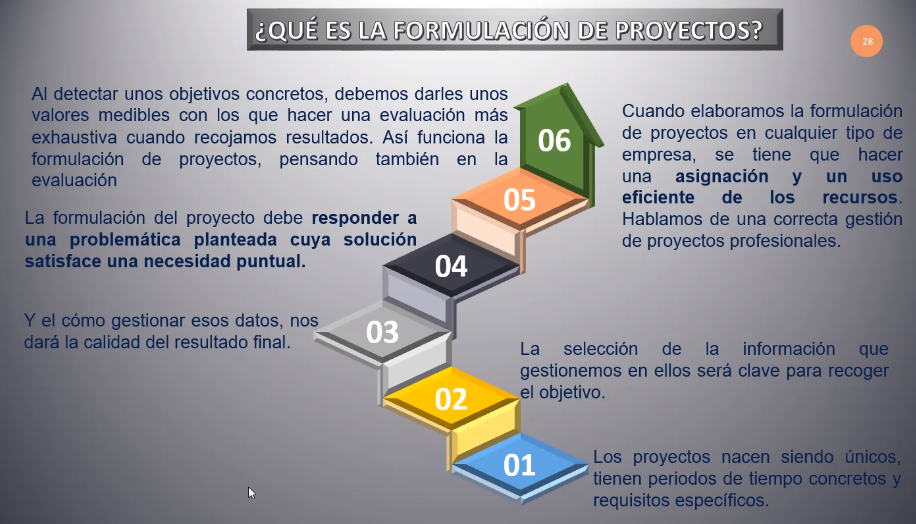 ¿QUÉ ES LA FORMULACIÓN DE PROYECTOS?
28
Al detectar unos objetivos concretos, debemos darles unos
valores medibles con los que hacer una evaluación más
exhaustiva cuando recojamos resultados. Así funciona la
formulación de proyectos, pensando también en la
evaluación
06
Cuando elaboramos la formulación
de proyectos en cualquier tipo de
empresa, se tiene que hacer
una asignación y un uso
eficiente de los recursos.
Hablamos de una correcta gestión
de proyectos profesionales.
05
La formulación del proyecto debe responder a
una problemática planteada cuya solución
satisface una necesidad puntual.
04
Y el cómo gestionar esos datos, nos
dará la calidad del resultado final.
03
La selección de la información que
gestionemos en ellos será clave para recoger
el objetivo.
02
01
Los proyectos nacen siendo únicos,
tienen periodos de tiempo concretos y
requisitos específicos.